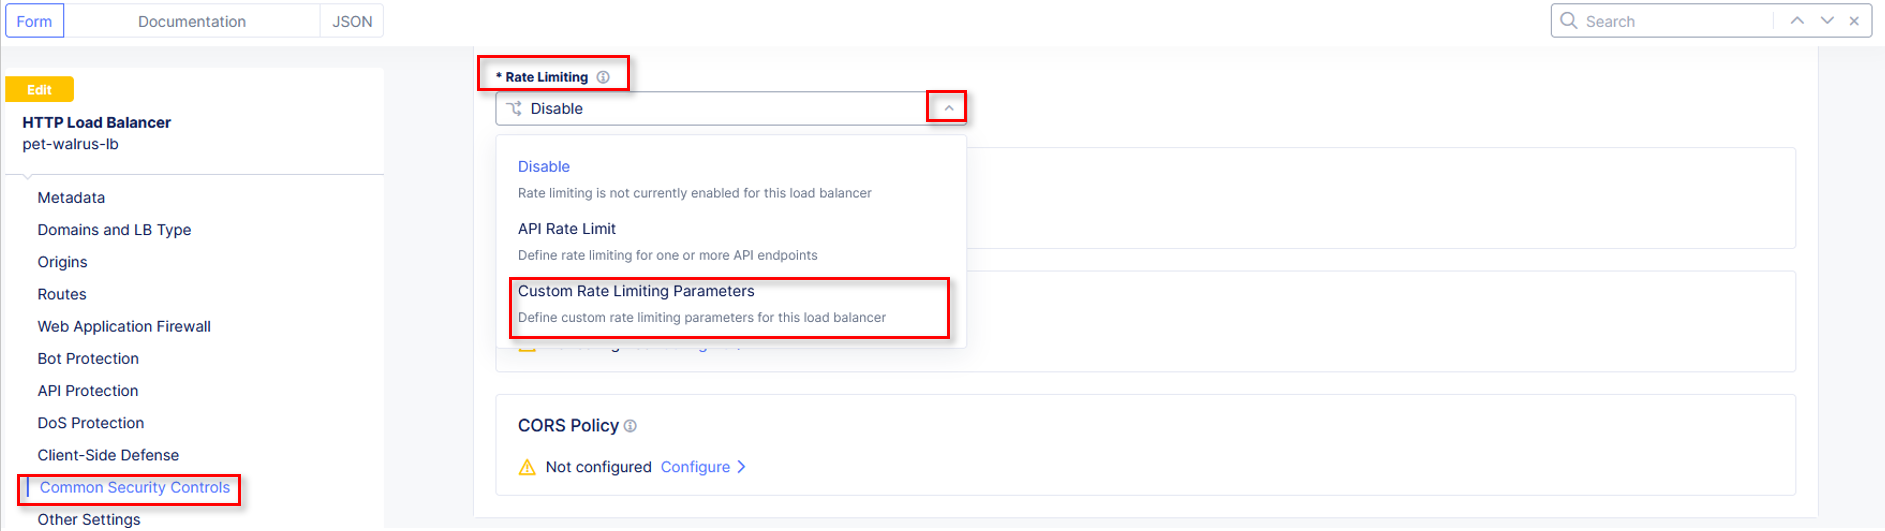 Form
Documentation
JSON
Search
Edit
HTTP Load Balancer
pet-walrus-lb
Metadata
Domains and LB Type
Origins
Routes
Web Application Firewall
Bot Protection
API Protection
DoS Protection
Client-Side Defense
Common Security Controls
Other Settings
* Rate Limiting
Disable
Disable
Rate limiting is not currently enabled for this load balancer
API Rate Limit
Define rate limiting for one or more API endpoints
Custom Rate Limiting Parameters
Define custom rate limiting parameters for this load balancer
CORS Policy
Not configured Configure